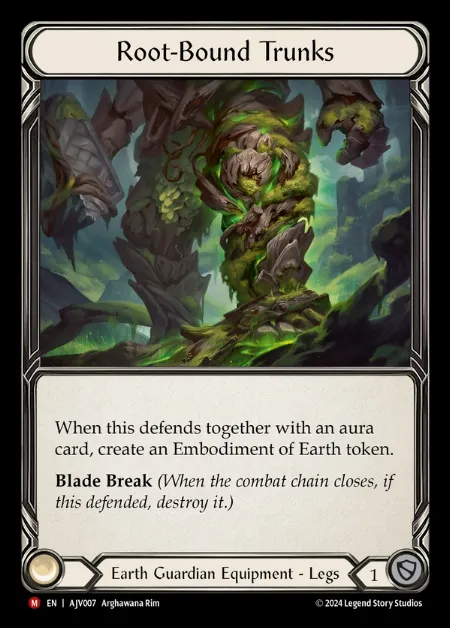 Root-Bound Trunks
When this defends together with an aura
card, create an Embodiment of Earth token.
Blade Break (When the combat chain closes, if
this defended, destroy it.)
Earth Guardian Equipment - Legs
1
M EN | AJV007 Arghawana Rim
© 2024 Legend Story Studios